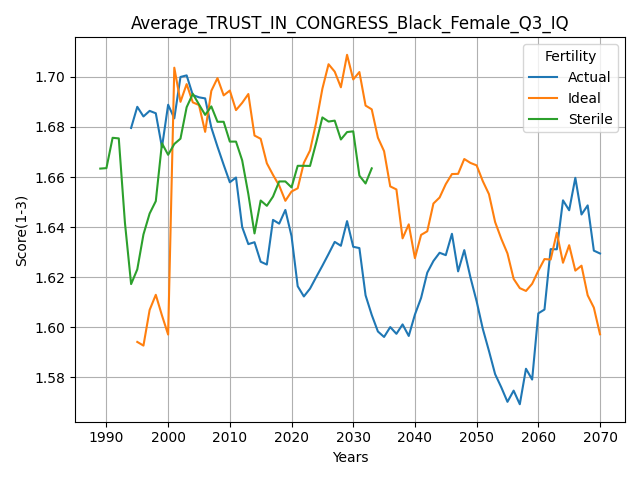 Average_TRUST_IN_CONGRESS_Black_Female_Q3_IQ
Fertility
Actual
Ideal
Sterile
Score(1-3)
1.70
1.68
1.66
1.64
1.62
1.60
1.58
1990 2000 2010 2020 2030 2040 2050 2060 2070
Years